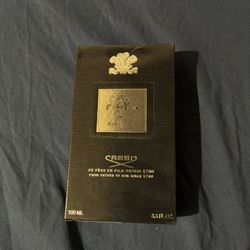 CREED
DE PÈRE EN FILS DEPUIS 1760
FROM FATHER TO SON SINCE 1760
100 ML
3.3 fl.oz.